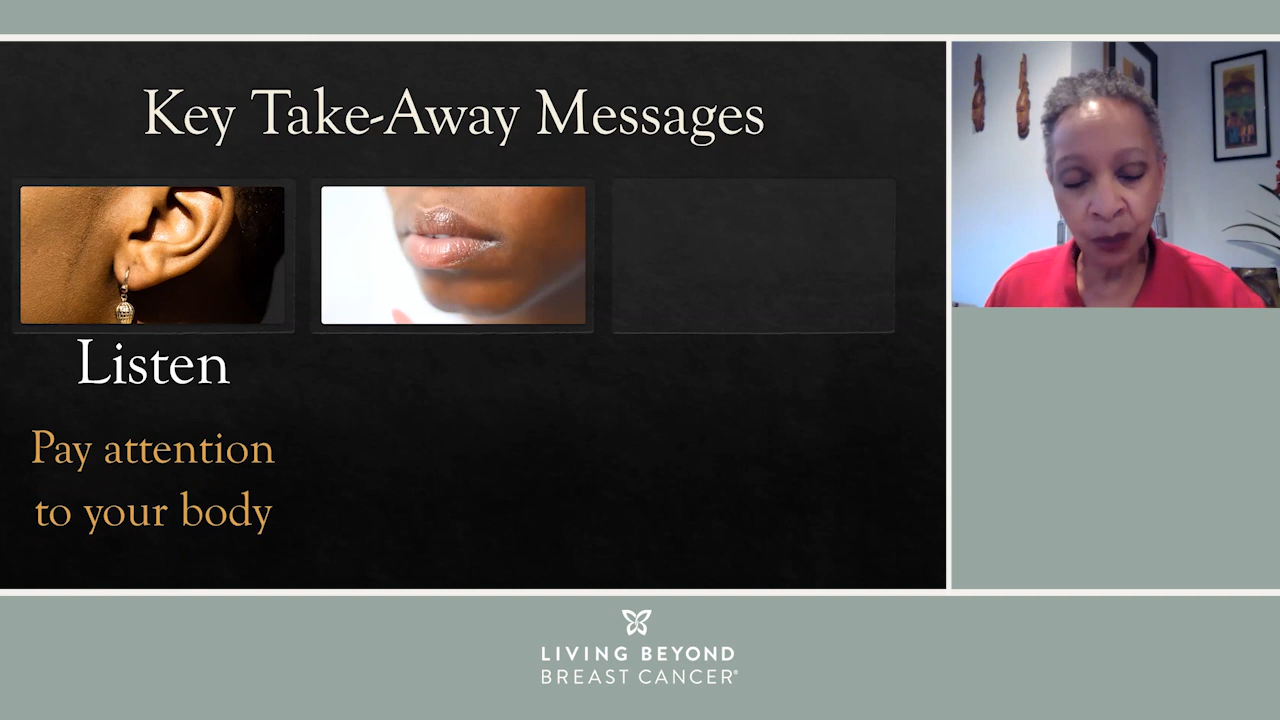 Key Take-Away Messages
Listen
Pay attention
to your body
LIVING BEYOND
BREAST CANCER®